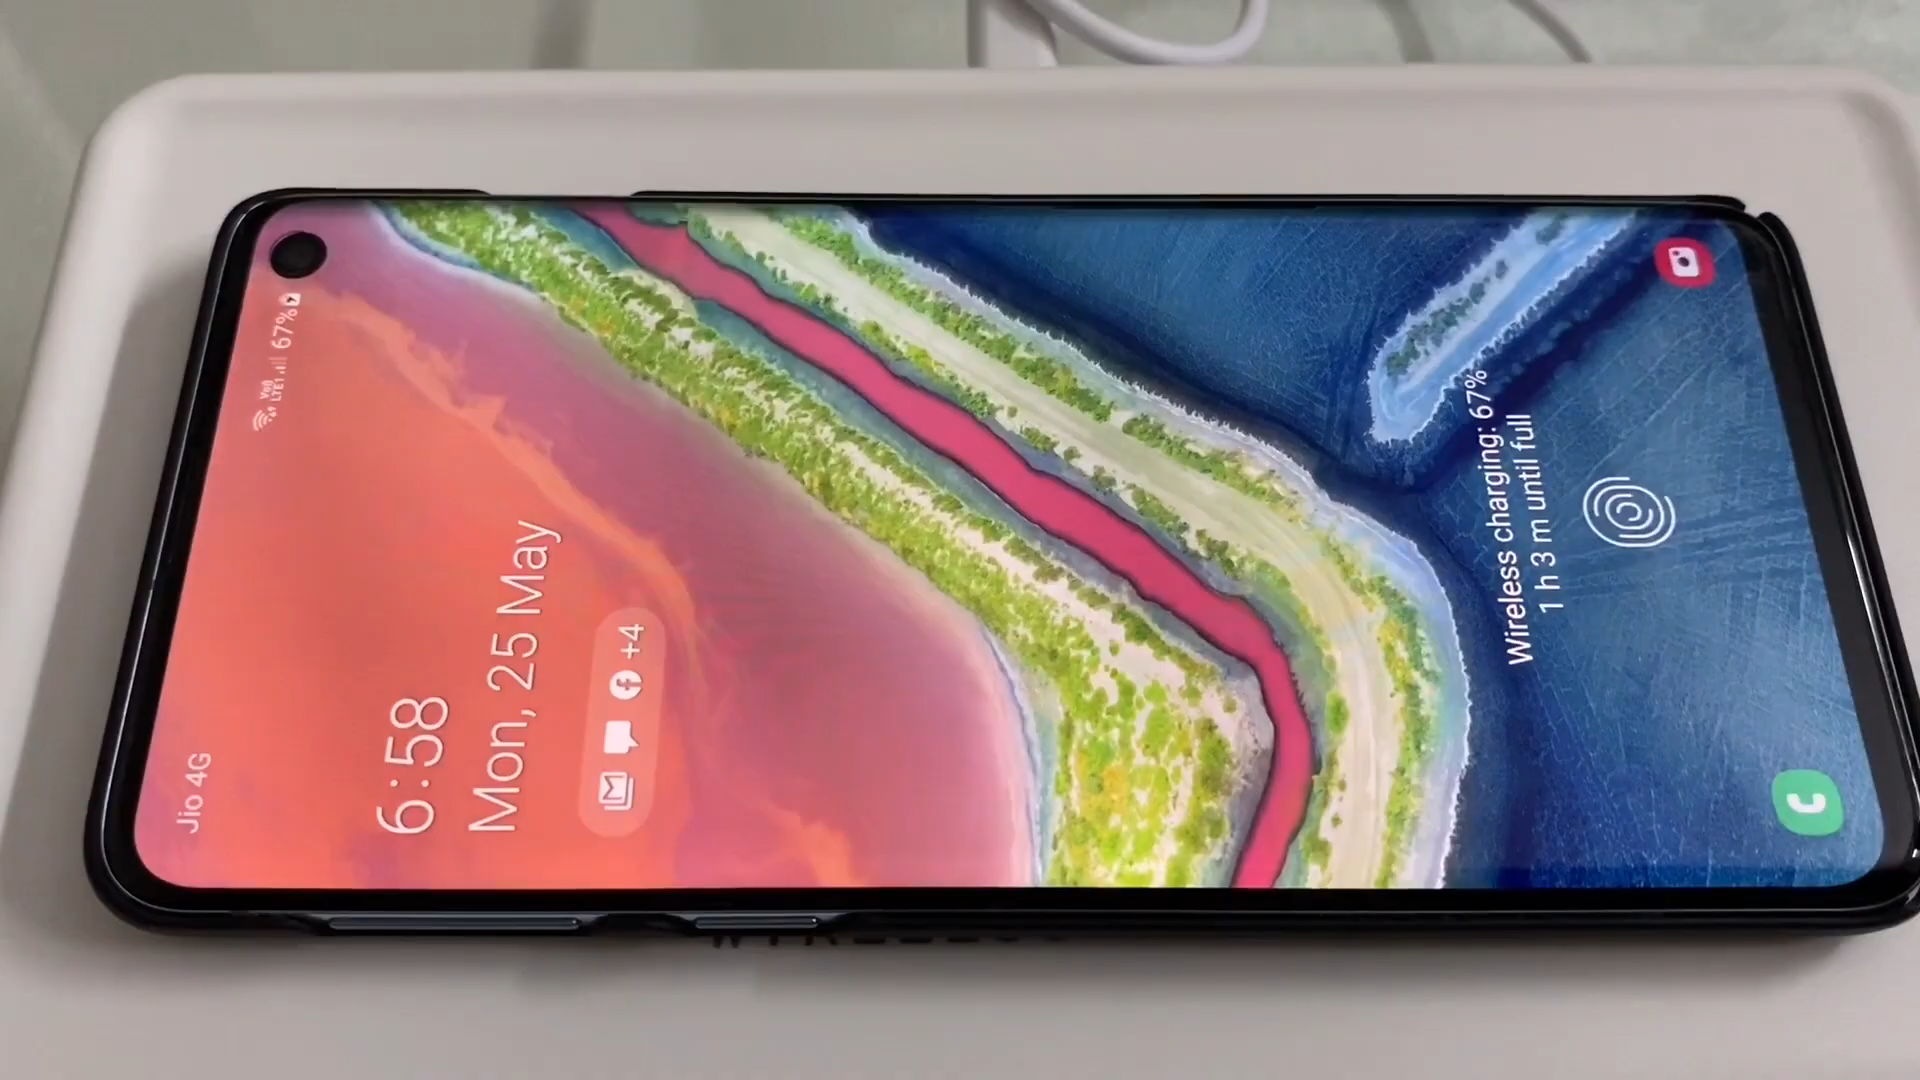 Jio 4G
67%
6:58
Mon, 25 May
+4
Wireless charging: 67%
1 h 3 m until full